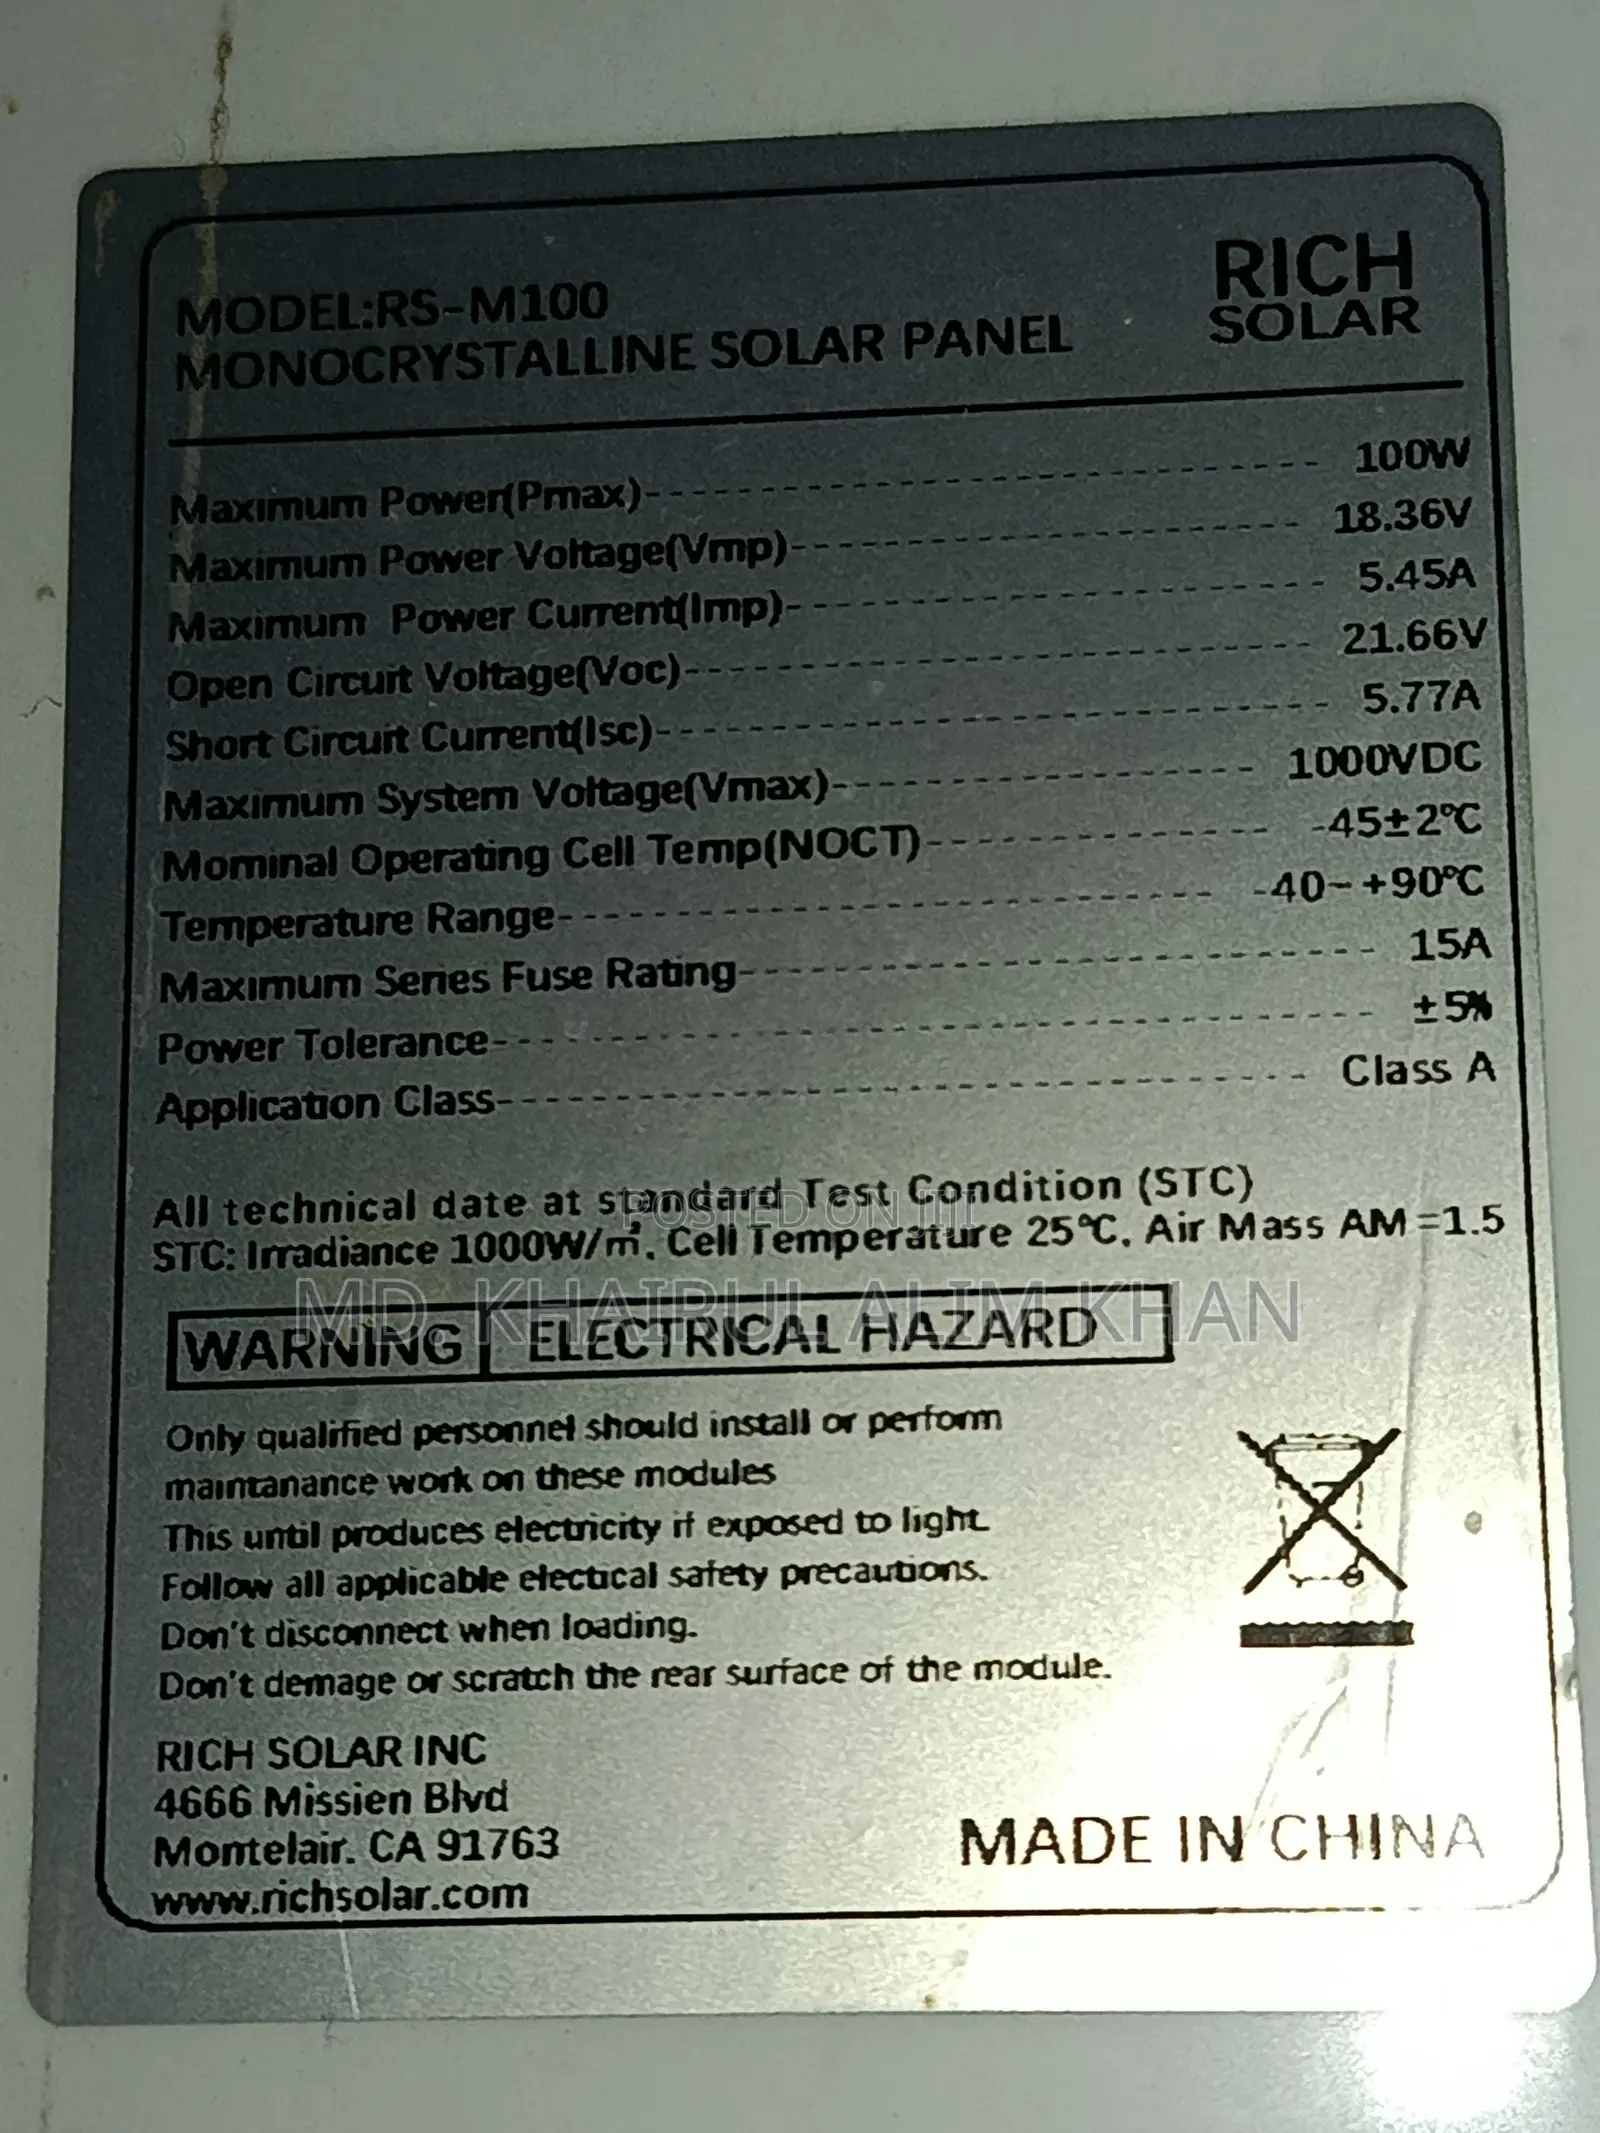 RICH
SOLAR
MODEL:RS-M100
MONOCRYSTALLINE SOLAR PANEL
Maximum Power(Pmax)- 100W
Maximum Power Voltage(Vmp)- 18.36V
Maximum Power Current(Imp)- 5.45A
Open Circuit Voltage(Voc)- 21.66V
Short Circuit Current(Isc)- 5.77A
Maximum System Voltage(Vmax)- 1000VDC
Mominal Operating Cell Temp(NOCT)- -45±2℃
Temperature Range- -40~+90℃
Maximum Series Fuse Rating- 15A
Power Tolerance- ±5%
Application Class- Class A
All technical date at standard Test Condition (STC)
STC: Irradiance 1000W/㎡, Cell Temperature 25℃, Air Mass AM=1.5
POSTED ON JIJI
MD. KHAIRUL ALIM KHAN
WARNING ELECTRICAL HAZARD
Only qualified personnel should install or perform
maintanance work on these modules
This until produces electricity if exposed to light.
Follow all applicable electical safety precautions.
Don't disconnect when loading.
Don't demage or scratch the rear surface of the module.
RICH SOLAR INC
4666 Missien Blvd
Montelair. CA 91763
www.richsolar.com
MADE IN CHINA